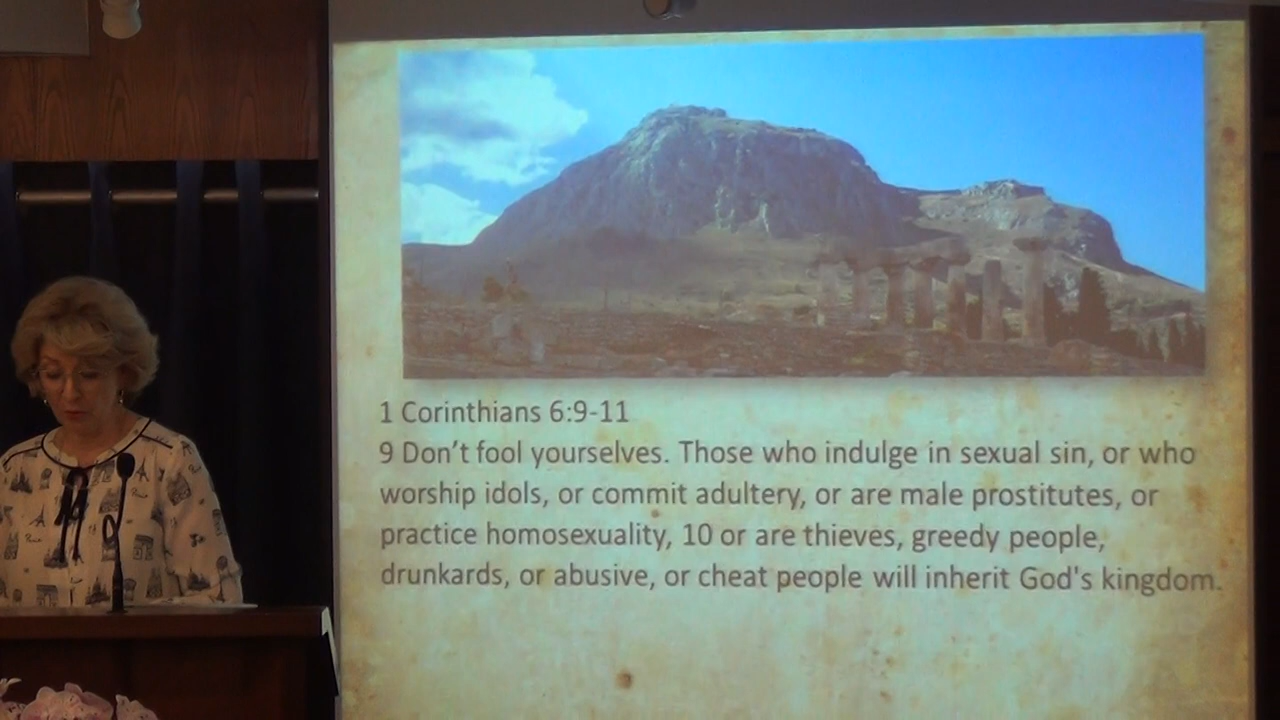 1 Corinthians 6:9-11
9 Don’t fool yourselves. Those who indulge in sexual sin, or who
worship idols, or commit adultery, or are male prostitutes, or
practice homosexuality, 10 or are thieves, greedy people,
drunkards, or abusive, or cheat people will inherit God's kingdom.